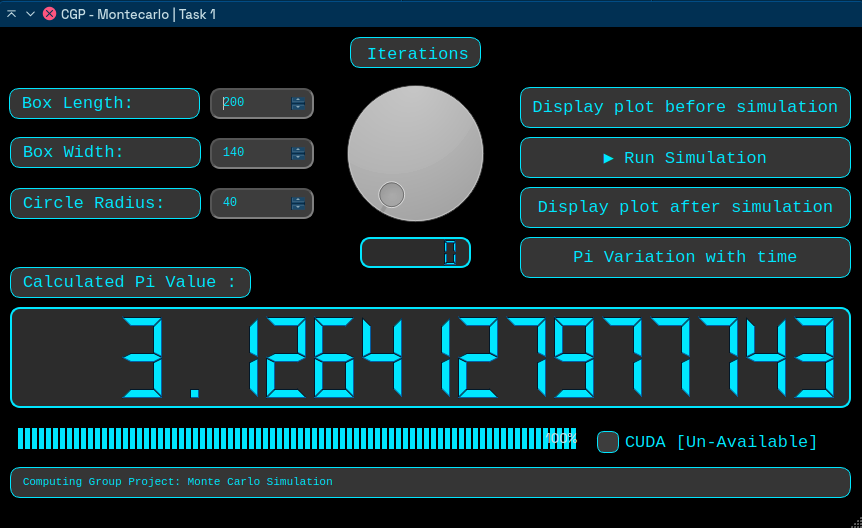 CGP - Montecarlo | Task 1
Iterations
Box Length:
200
Display plot before simulation
Box Width:
140
▶ Run Simulation
Circle Radius:
40
Display plot after simulation
0
Pi Variation with time
Calculated Pi Value :
3.1264127977743
100%
CUDA [Un-Available]
Computing Group Project: Monte Carlo Simulation